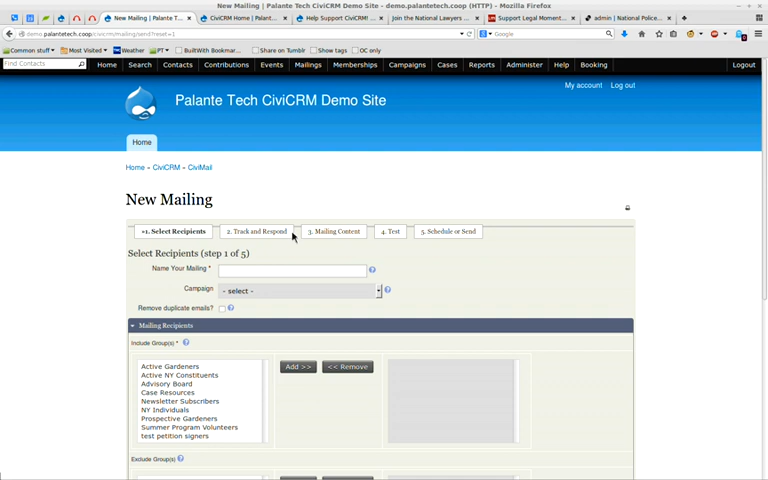 New Mailing | Palante Tech CiviCRM Demo Site - demo.palantetech.coop (HTTP) - Mozilla Firefox
New Mailing | Palante T...
CiviCRM Home | Palant...
Help Support CiviCRM! ...
Join the National Lawyers ...
Support Legal Moment...
admin | National Police...
demo.palantetech.coop/civicrm/mailing/send?reset=1
Google
Common stuff
Most Visited
Weather
PT
BuiltWith Bookmar...
Share on Tumblr
Show tags
OC only
Find Contacts
Home
Search
Contacts
Contributions
Events
Mailings
Memberships
Campaigns
Cases
Reports
Administer
Help
Booking
Logout
My account
Log out
Palante Tech CiviCRM Demo Site
Home
Home » CiviCRM » CiviMail
New Mailing
+1. Select Recipients
2. Track and Respond
3. Mailing Content
4. Test
5. Schedule or Send
Select Recipients (step 1 of 5)
Name Your Mailing *
Campaign
- select -
Remove duplicate emails?
Mailing Recipients
Include Group(s) *
Active Gardeners
Active NY Constituents
Advisory Board
Case Resources
Newsletter Subscribers
NY Individuals
Prospective Gardeners
Summer Program Volunteers
test petition signers
Add >>
<< Remove
Exclude Group(s)